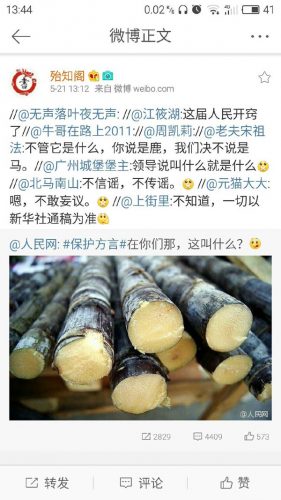 13:44
0.02%
41
微博正文
殆知阁
5-21 13:12 来自 微博 weibo.com
//@无声落叶夜无声: //@江筱湖:这届人民开窍
了//@牛哥在路上2011://@周凯莉://@老夫宋祖
法:不管它是什么，你说是鹿，我们决不说是
马。//@广州城堡堡主:领导说叫什么就是什么
//@北马南山:不信谣，不传谣。 //@元猫大大:
嗯，不敢妄议。 //@上街里:不知道，一切以
新华社通稿为准
@人民网: #保护方言#在你们那，这叫什么？
@人民网
2829
4409
573
转发
评论
赞